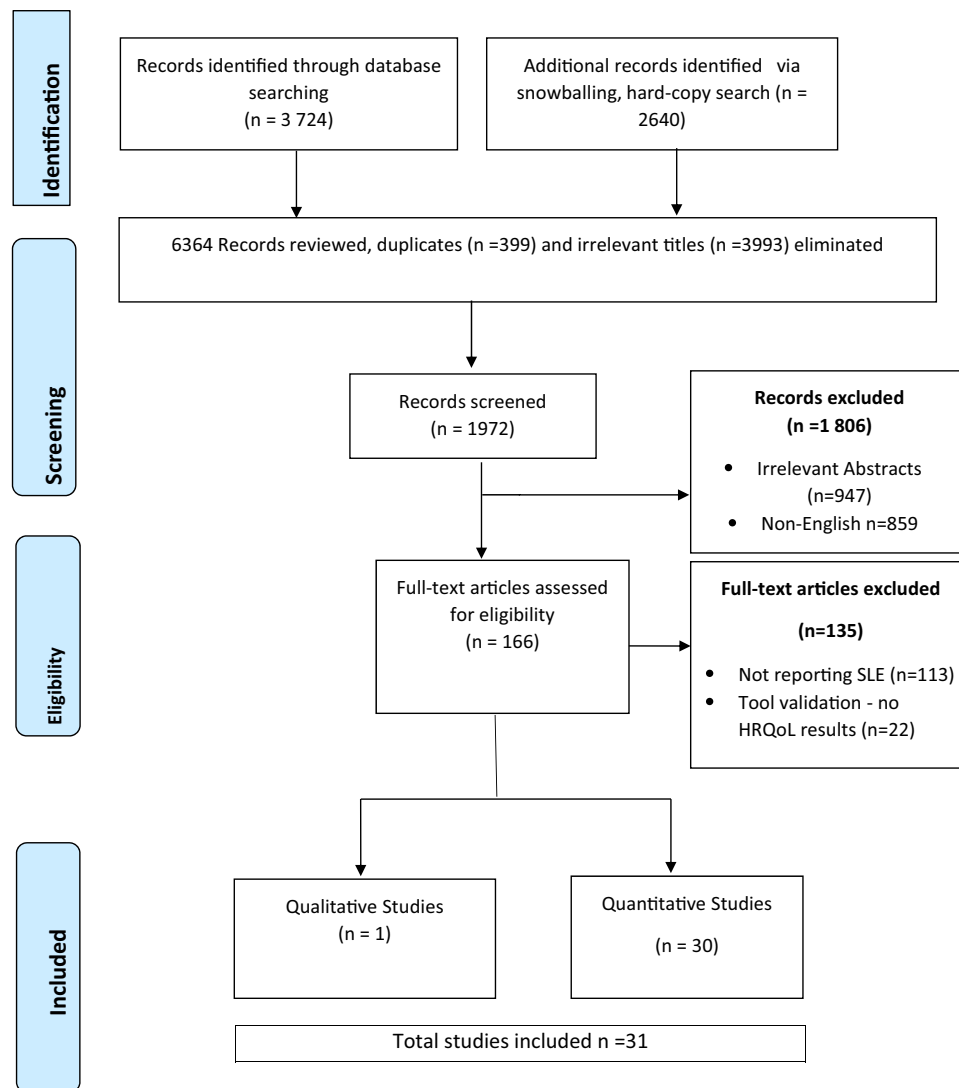 Identification
Records identified through database
searching
(n = 3 724)
Additional records identified via
snowballing, hard-copy search (n =
2640)
6364 Records reviewed, duplicates (n =399) and irrelevant titles (n =3993) eliminated
Screening
Records screened
(n = 1972)
Records excluded
(n =1 806)
• Irrelevant Abstracts
(n=947)
• Non-English n=859
Eligibility
Full-text articles assessed
for eligibility
(n = 166)
Full-text articles excluded
(n=135)
• Not reporting SLE (n=113)
• Tool validation - no
HRQoL results (n=22)
Included
Qualitative Studies
(n = 1)
Quantitative Studies
(n = 30)
Total studies included n =31